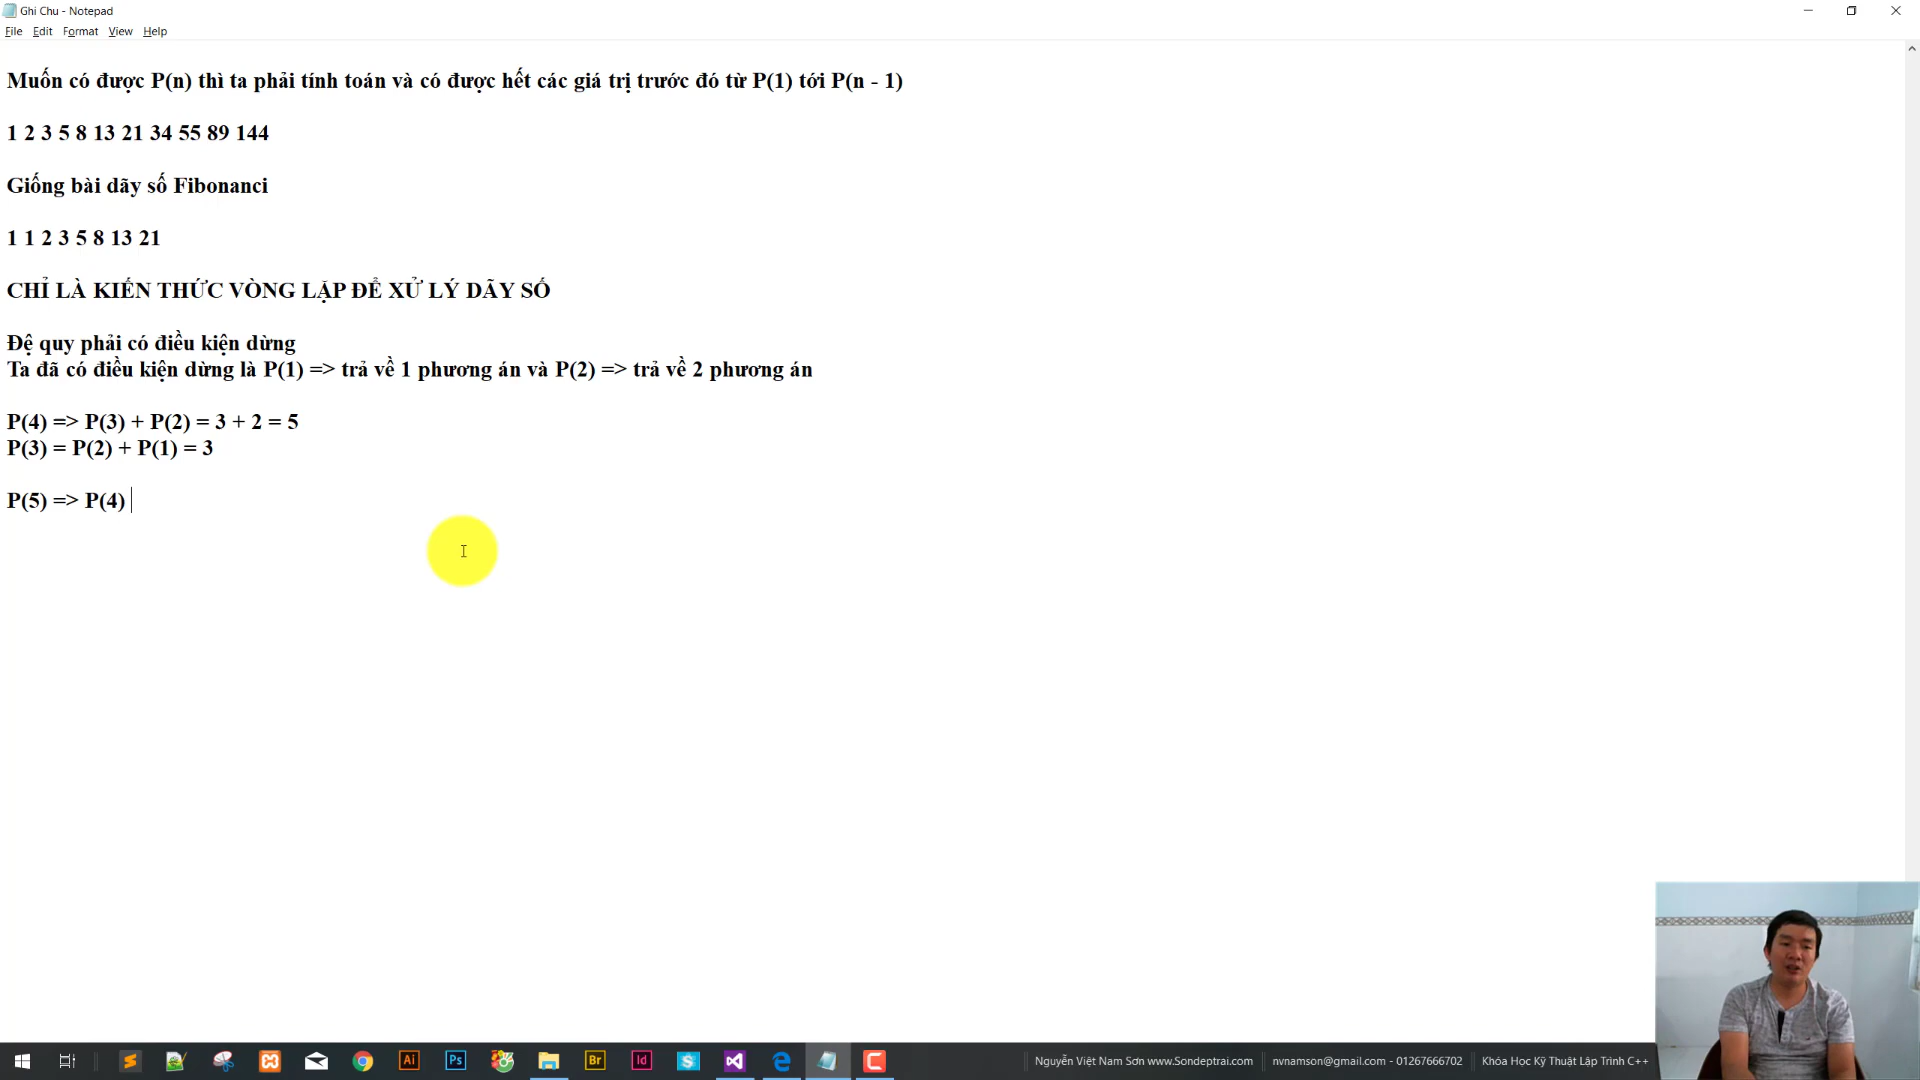 Ghi Chu - Notepad
File Edit Format View Help
Muốn có được P(n) thì ta phải tính toán và có được hết các giá trị trước đó từ P(1) tới P(n - 1)
1 2 3 5 8 13 21 34 55 89 144
Giống bài dãy số Fibonanci
1 1 2 3 5 8 13 21
CHỈ LÀ KIẾN THỨC VÒNG LẶP ĐỂ XỬ LÝ DÃY SỐ
Đệ quy phải có điều kiện dừng
Ta đã có điều kiện dừng là P(1) => trả về 1 phương án và P(2) => trả về 2 phương án
P(4) => P(3) + P(2) = 3 + 2 = 5
P(3) = P(2) + P(1) = 3
P(5) => P(4)
Ai Ps Br Id
Nguyễn Việt Nam Sơn www.Sondeptrai.com nvnamson@gmail.com - 01267666702 Khóa Học Kỹ Thuật Lập Trình C++